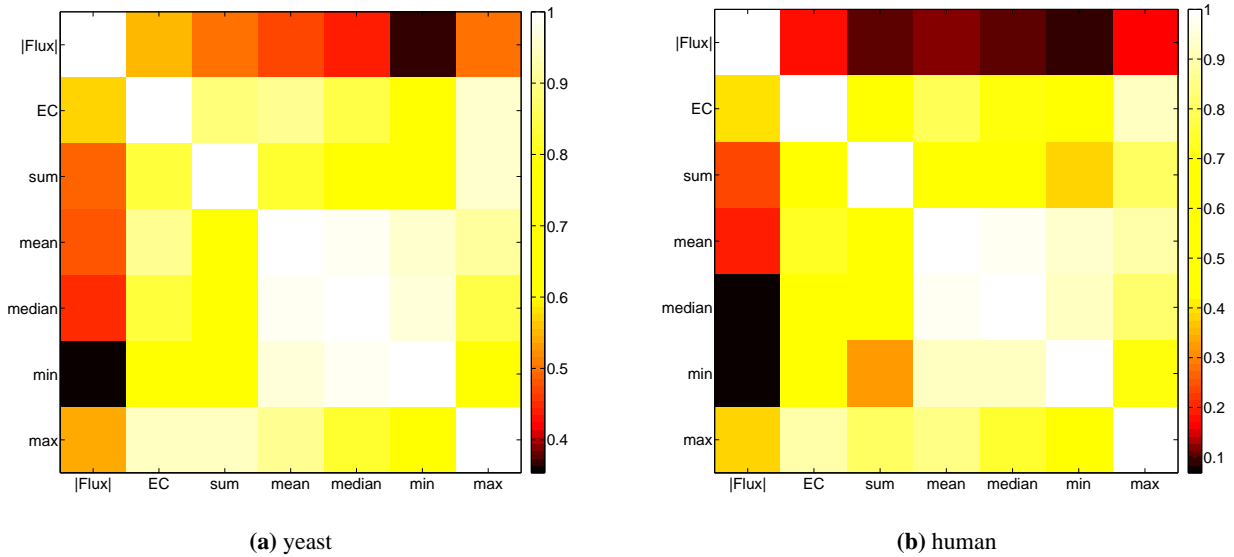 |Flux|
EC
sum
mean
median
min
max
|Flux| EC sum mean median min max
1
0.9
0.8
0.7
0.6
0.5
0.4
(a) yeast
|Flux|
EC
sum
mean
median
min
max
|Flux| EC sum mean median min max
1
0.9
0.8
0.7
0.6
0.5
0.4
0.3
0.2
0.1
(b) human